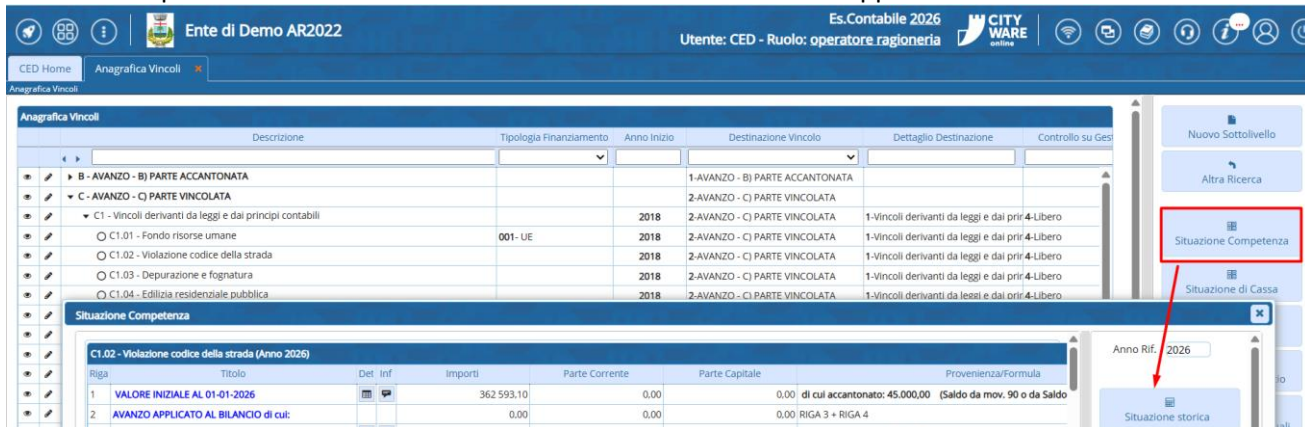 Ente di Demo AR2022
Es.Contabile 2026
Utente: CED - Ruolo: operatore ragioneria
CITY
WARE
online
CED Home
Anagrafica Vincoli
Anagrafica Vincoli
Anagrafica Vincoli
Descrizione Tipologia Finanziamento Anno Inizio Destinazione Vincolo Dettaglio Destinazione Controllo su Gest
B - AVANZO - B) PARTE ACCANTONATA 1-AVANZO - B) PARTE ACCANTONATA
C - AVANZO - C) PARTE VINCOLATA 2-AVANZO - C) PARTE VINCOLATA
C1 - Vincoli derivanti da leggi e dai principi contabili 2018 2-AVANZO - C) PARTE VINCOLATA 1-Vincoli derivanti da leggi e dai prir 4-Libero
C1.01 - Fondo risorse umane 001- UE 2018 2-AVANZO - C) PARTE VINCOLATA 1-Vincoli derivanti da leggi e dai prir 4-Libero
C1.02 - Violazione codice della strada 2018 2-AVANZO - C) PARTE VINCOLATA 1-Vincoli derivanti da leggi e dai prir 4-Libero
C1.03 - Depurazione e fognatura 2018 2-AVANZO - C) PARTE VINCOLATA 1-Vincoli derivanti da leggi e dai prir 4-Libero
C1.04 - Edilizia residenziale pubblica 2018 2-AVANZO - C) PARTE VINCOLATA 1-Vincoli derivanti da leggi e dai prir 4-Libero
Nuovo Sottolivello
Altra Ricerca
Situazione Competenza
Situazione di Cassa
Situazione Competenza
C1.02 - Violazione codice della strada (Anno 2026)
Riga Titolo Det Inf Importi Parte Corrente Parte Capitale Provenienza/Formula
1 VALORE INIZIALE AL 01-01-2026 362 593,10 0,00 0,00 di cui accantonato: 45.000,00 (Saldo da mov. 90 o da Saldo
2 AVANZO APPLICATO AL BILANCIO di cui: 0,00 0,00 0,00 RIGA 3 + RIGA 4
Anno Rif. 2026
Situazione storica